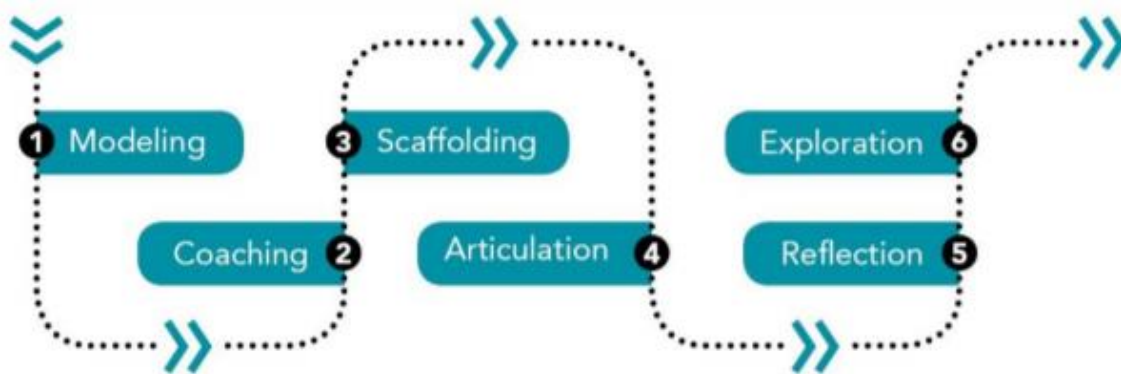 1 Modeling
2 Coaching
3 Scaffolding
4 Articulation
5 Reflection
6 Exploration